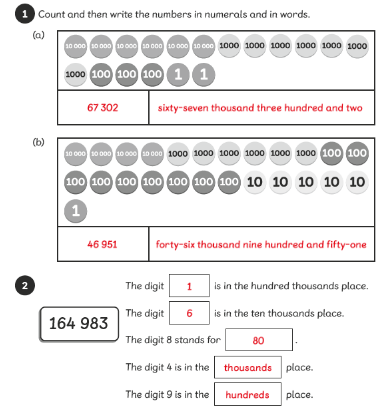 1 Count and then write the numbers in numerals and in words.
(a)
10 000 10 000 10 000 10 000 10 000 10 000 1000 1000 1000 1000 1000 1000
1000 100 100 100 1 1
67 302 sixty-seven thousand three hundred and two
(b)
10 000 10 000 10 000 10 000 1000 1000 1000 1000 1000 1000 100 100
100 100 100 100 100 100 100 10 10 10 10 10
1
46 951 forty-six thousand nine hundred and fifty-one
2
164 983
The digit 1 is in the hundred thousands place.
The digit 6 is in the ten thousands place.
The digit 8 stands for 80 .
The digit 4 is in the thousands place.
The digit 9 is in the hundreds place.